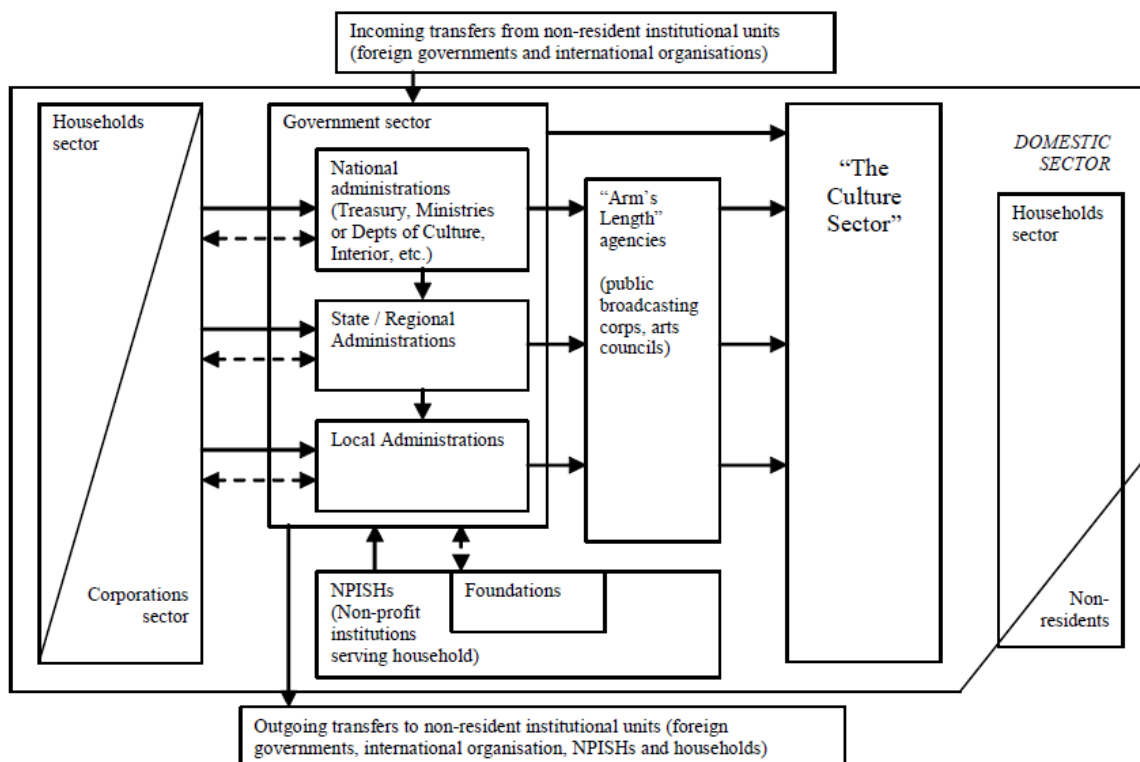 Incoming transfers from non-resident institutional units
(foreign governments and international organisations)
Households
sector
Corporations
sector
Government sector
National
administrations
(Treasury, Ministries
or Depts of Culture,
Interior, etc.)
State / Regional
Administrations
Local Administrations
“Arm’s
Length”
agencies
(public
broadcasting
corps, arts
councils)
“The
Culture
Sector”
DOMESTIC
SECTOR
Households
sector
Non-
residents
NPISHs
(Non-profit
institutions
serving household)
Foundations
Outgoing transfers to non-resident institutional units (foreign
governments, international organisation, NPISHs and households)